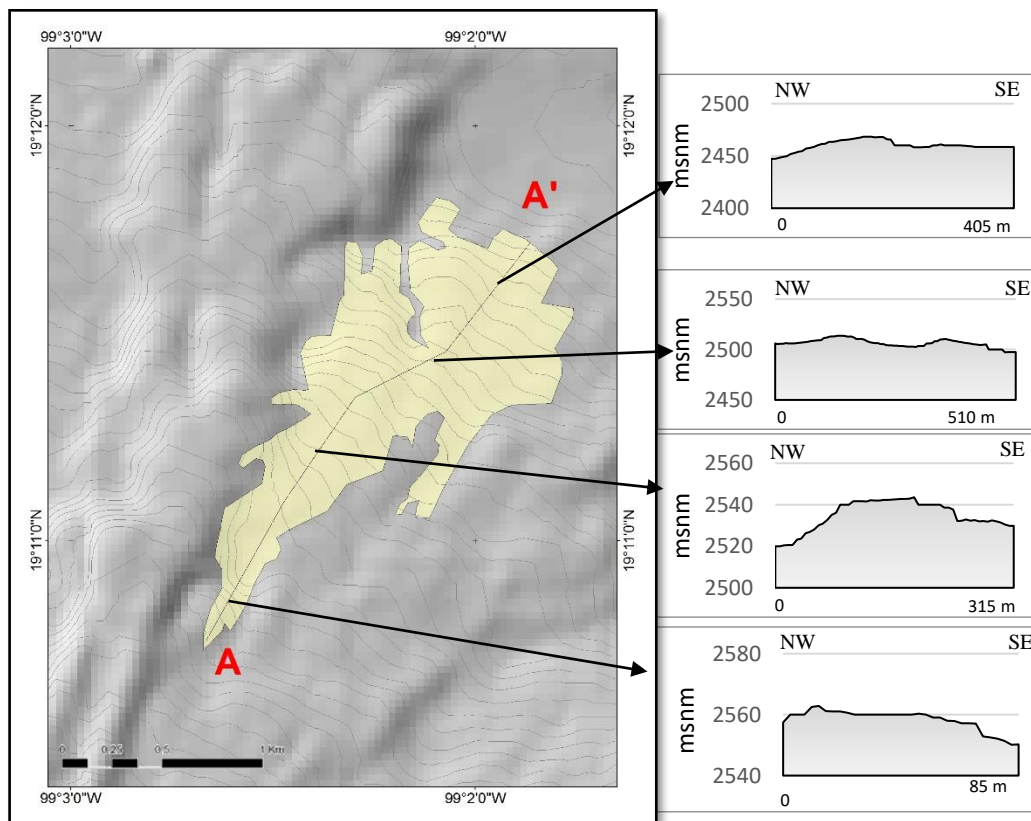 99°3'0"W 99°2'0"W
19°12'0"N 19°12'0"N
A'
19°11'0"N 19°11'0"N
A
0 0.25 0.5 1 Km
99°3'0"W 99°2'0"W
NW SE
2500
2450
2400
msnm
0 405 m
NW SE
2550
2500
2450
msnm
0 510 m
NW SE
2560
2540
2520
2500
msnm
0 315 m
NW SE
2580
2560
2540
msnm
0 85 m